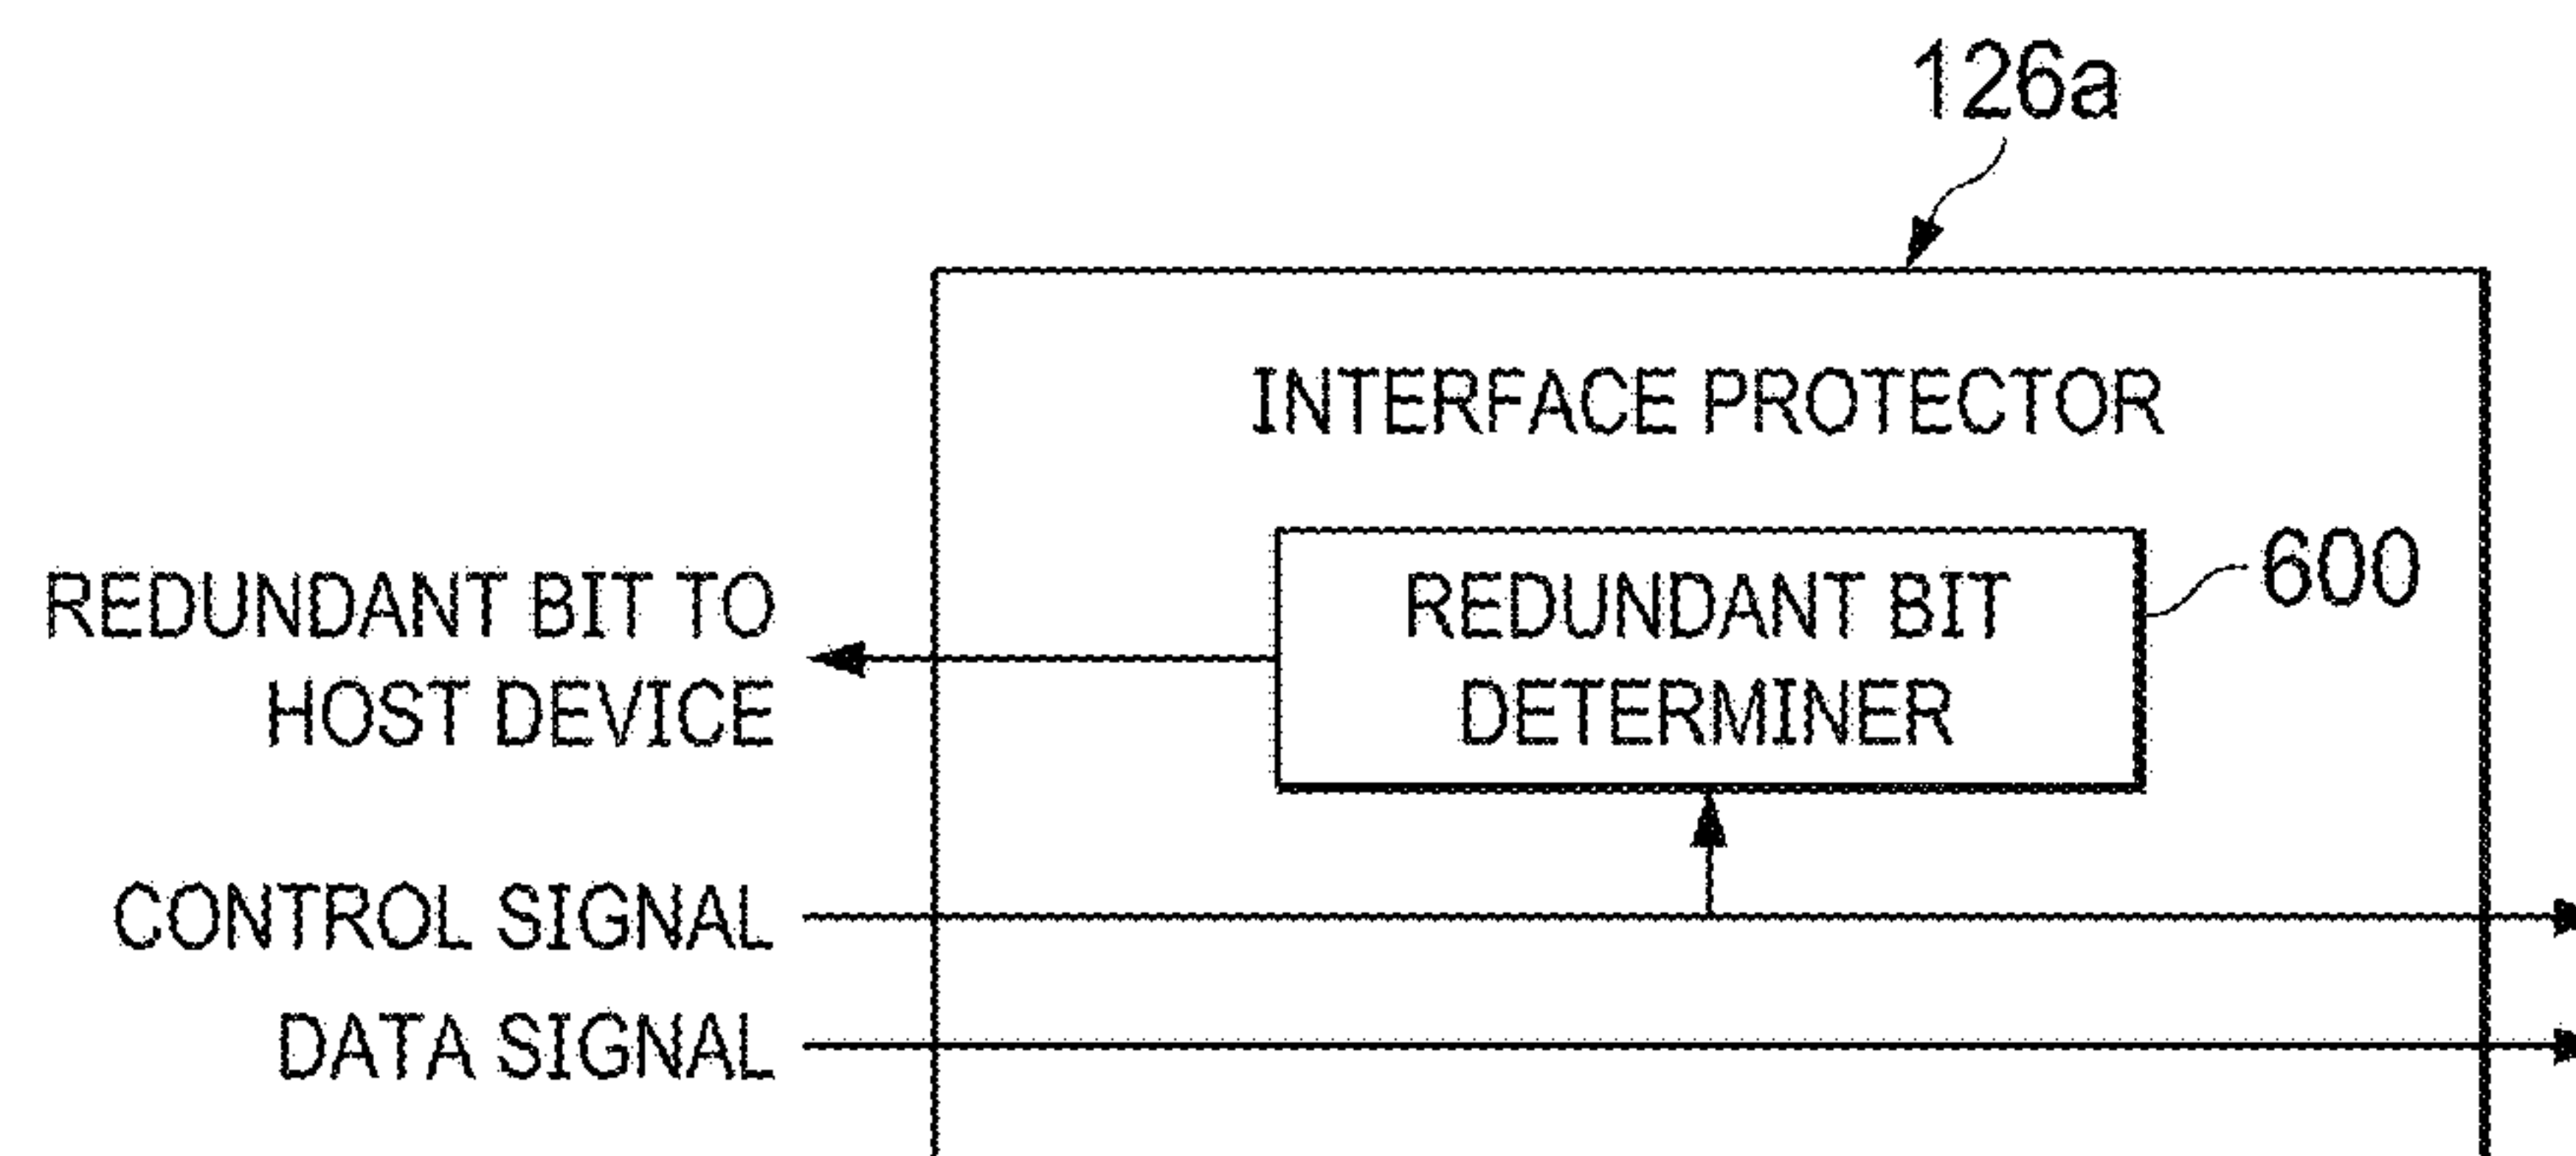 126a
INTERFACE PROTECTOR
REDUNDANT BIT TO
HOST DEVICE
REDUNDANT BIT
DETERMINER
600
CONTROL SIGNAL
DATA SIGNAL